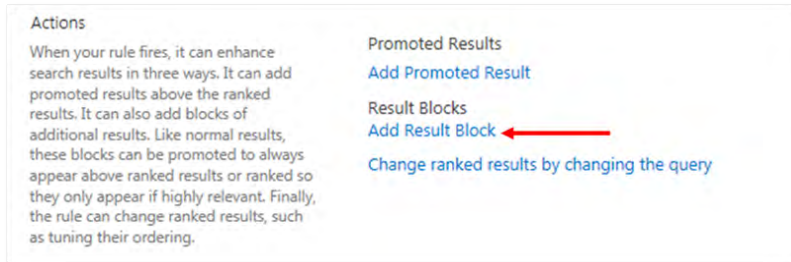 Actions
When your rule fires, it can enhance
search results in three ways. It can add
promoted results above the ranked
results. It can also add blocks of
additional results. Like normal results,
these blocks can be promoted to always
appear above ranked results or ranked so
they only appear if highly relevant. Finally,
the rule can change ranked results, such
as tuning their ordering.
Promoted Results
Add Promoted Result
Result Blocks
Add Result Block
Change ranked results by changing the query